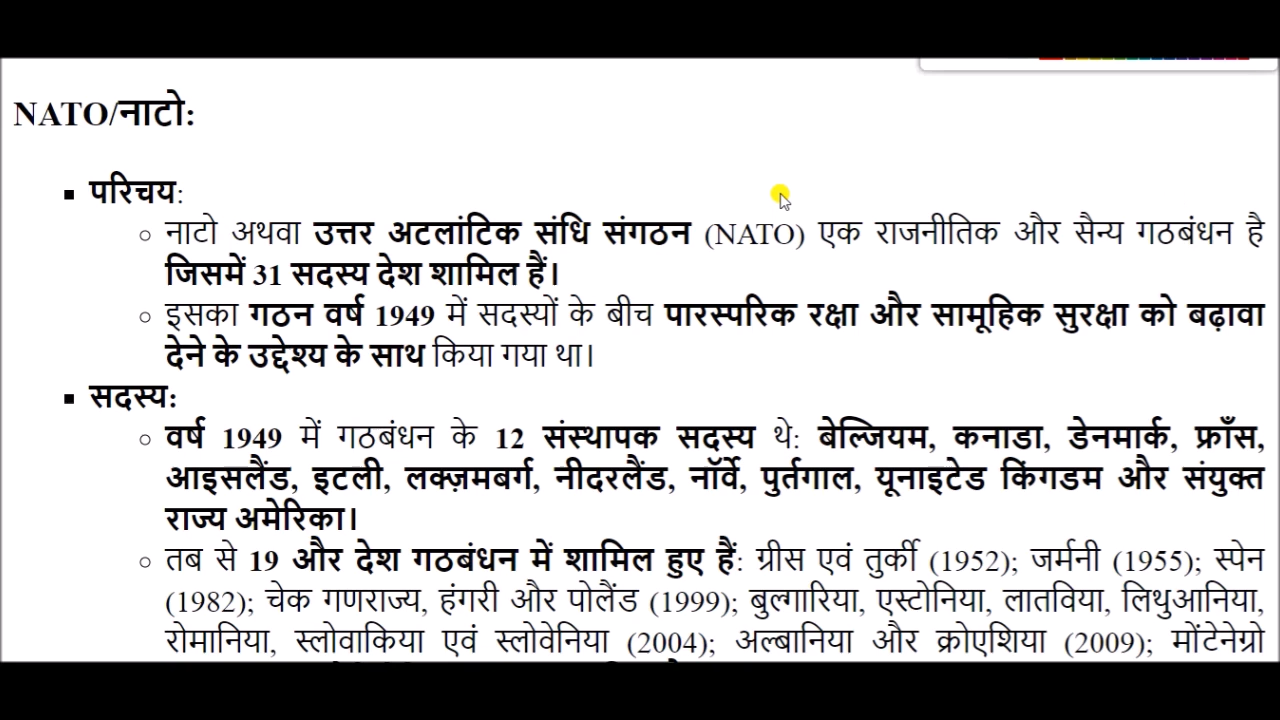 NATO/नाटो:
▪ परिचय:
○ नाटो अथवा उत्तर अटलांटिक संधि संगठन (NATO) एक राजनीतिक और सैन्य गठबंधन है
जिसमें 31 सदस्य देश शामिल हैं।
○ इसका गठन वर्ष 1949 में सदस्यों के बीच पारस्परिक रक्षा और सामूहिक सुरक्षा को बढ़ावा
देने के उद्देश्य के साथ किया गया था।
▪ सदस्य:
○ वर्ष 1949 में गठबंधन के 12 संस्थापक सदस्य थे: बेल्जियम, कनाडा, डेनमार्क, फ्राँस,
आइसलैंड, इटली, लक्ज़मबर्ग, नीदरलैंड, नॉर्वे, पुर्तगाल, यूनाइटेड किंगडम और संयुक्त
राज्य अमेरिका।
○ तब से 19 और देश गठबंधन में शामिल हुए हैं: ग्रीस एवं तुर्की (1952); जर्मनी (1955); स्पेन
(1982); चेक गणराज्य, हंगरी और पोलैंड (1999); बुल्गारिया, एस्टोनिया, लातविया, लिथुआनिया,
रोमानिया, स्लोवाकिया एवं स्लोवेनिया (2004); अल्बानिया और क्रोएशिया (2009); मोंटेनेग्रो